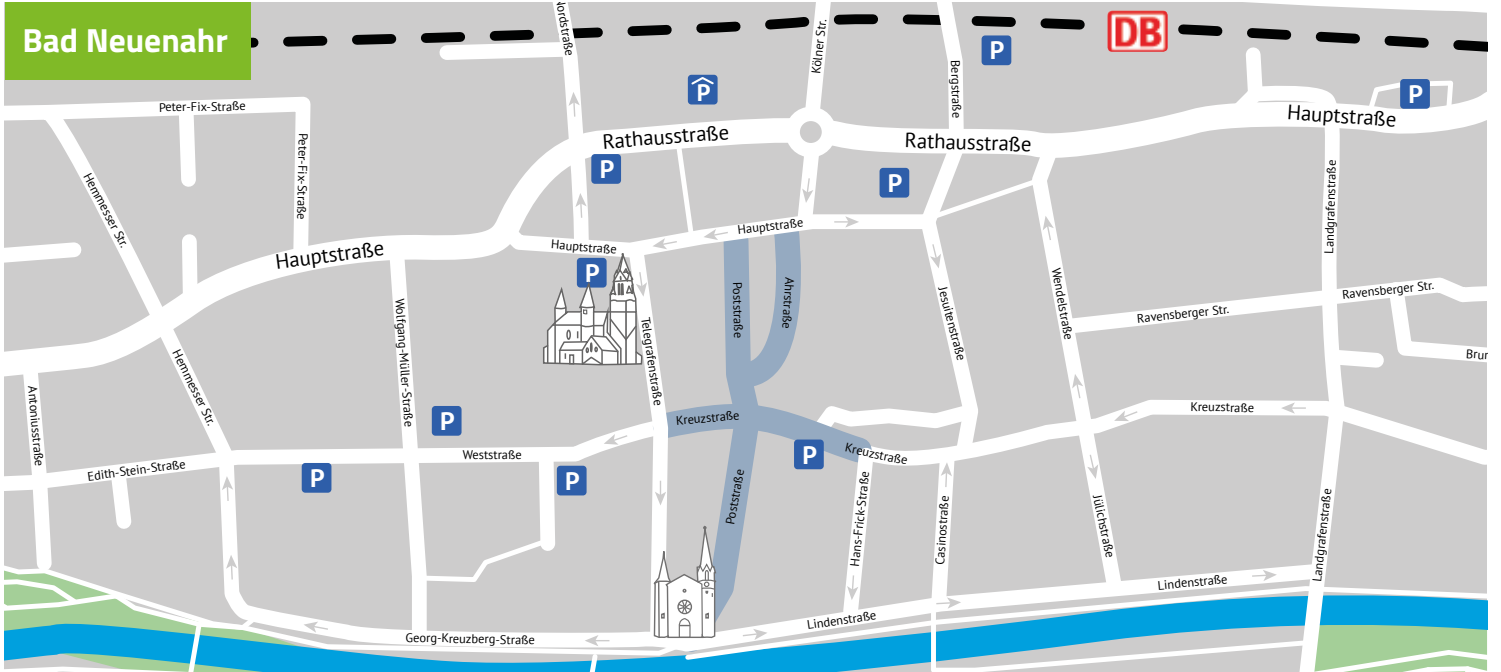 Bad Neuenahr
Nordstraße
Kölner Str.
DB
P
Bergstraße
P
P
Peter-Fix-Straße
Hauptstraße
Rathausstraße
Rathausstraße
Peter-Fix-Straße
P
P
Hemmesser Str.
Landgrafenstraße
Hauptstraße
Hauptstraße
Hauptstraße
P
Poststraße
Ahrstraße
Jesuitenstraße
Wendelstraße
Ravensberger Str.
Ravensberger Str.
Wolfgang-Müller-Straße
Telegrafenstraße
Brun
Hemmesser Str.
Antoniusstraße
P
Kreuzstraße
Kreuzstraße
Kreuzstraße
P
Weststraße
Edith-Stein-Straße
P
P
Poststraße
Hans-Frick-Straße
Casinostraße
Jülichstraße
Landgrafenstraße
Lindenstraße
Lindenstraße
Georg-Kreuzberg-Straße